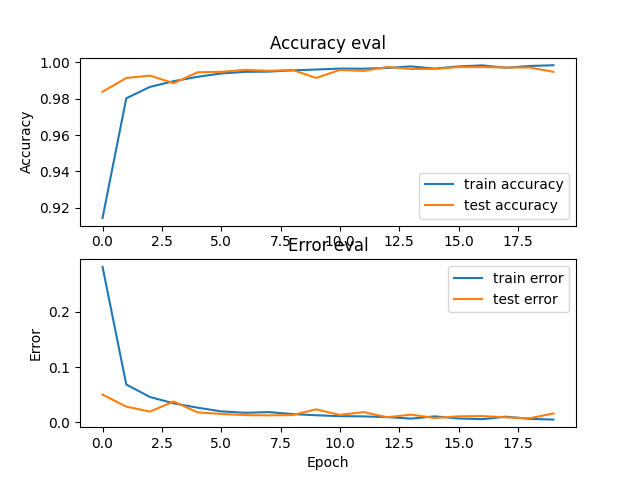 Accuracy eval
1.00
0.98
0.96
0.94
0.92
Accuracy
train accuracy
test accuracy
0.0 2.5 5.0 7.5 10.0 12.5 15.0 17.5
Error eval
0.2
0.1
0.0
Error
train error
test error
0.0 2.5 5.0 7.5 10.0 12.5 15.0 17.5
Epoch